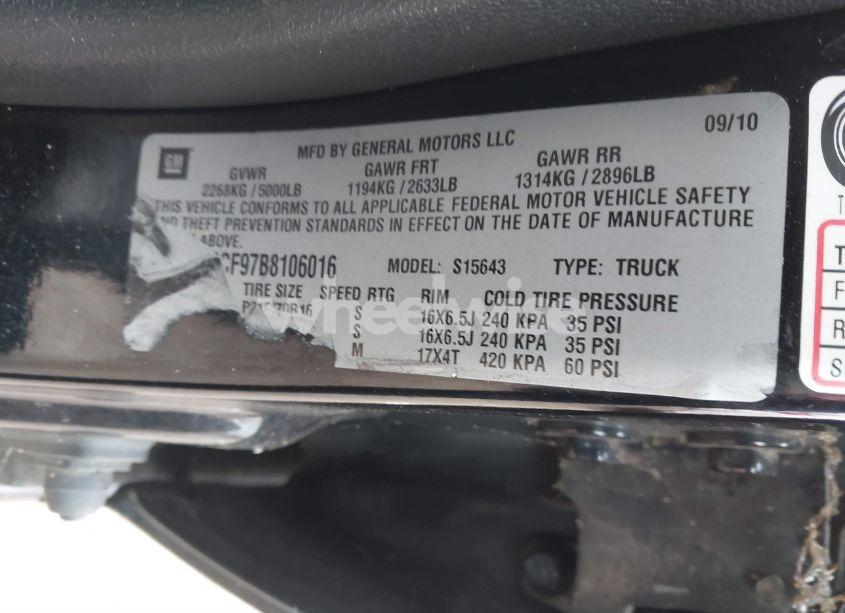 09/10
MFD BY GENERAL MOTORS LLC
GM
GVWR GAWR FRT GAWR RR
2268KG / 5000LB 1194KG / 2633LB 1314KG / 2896LB
THIS VEHICLE CONFORMS TO ALL APPLICABLE FEDERAL MOTOR VEHICLE SAFETY
AND THEFT PREVENTION STANDARDS IN EFFECT ON THE DATE OF MANUFACTURE
ABOVE.
CF97B8106016 MODEL: S15643 TYPE: TRUCK
TIRE SIZE SPEED RTG RIM COLD TIRE PRESSURE
P215/70R16 S 16X6.5J 240 KPA 35 PSI
S 16X6.5J 240 KPA 35 PSI
M 17X4T 420 KPA 60 PSI
T
T
F
R
S